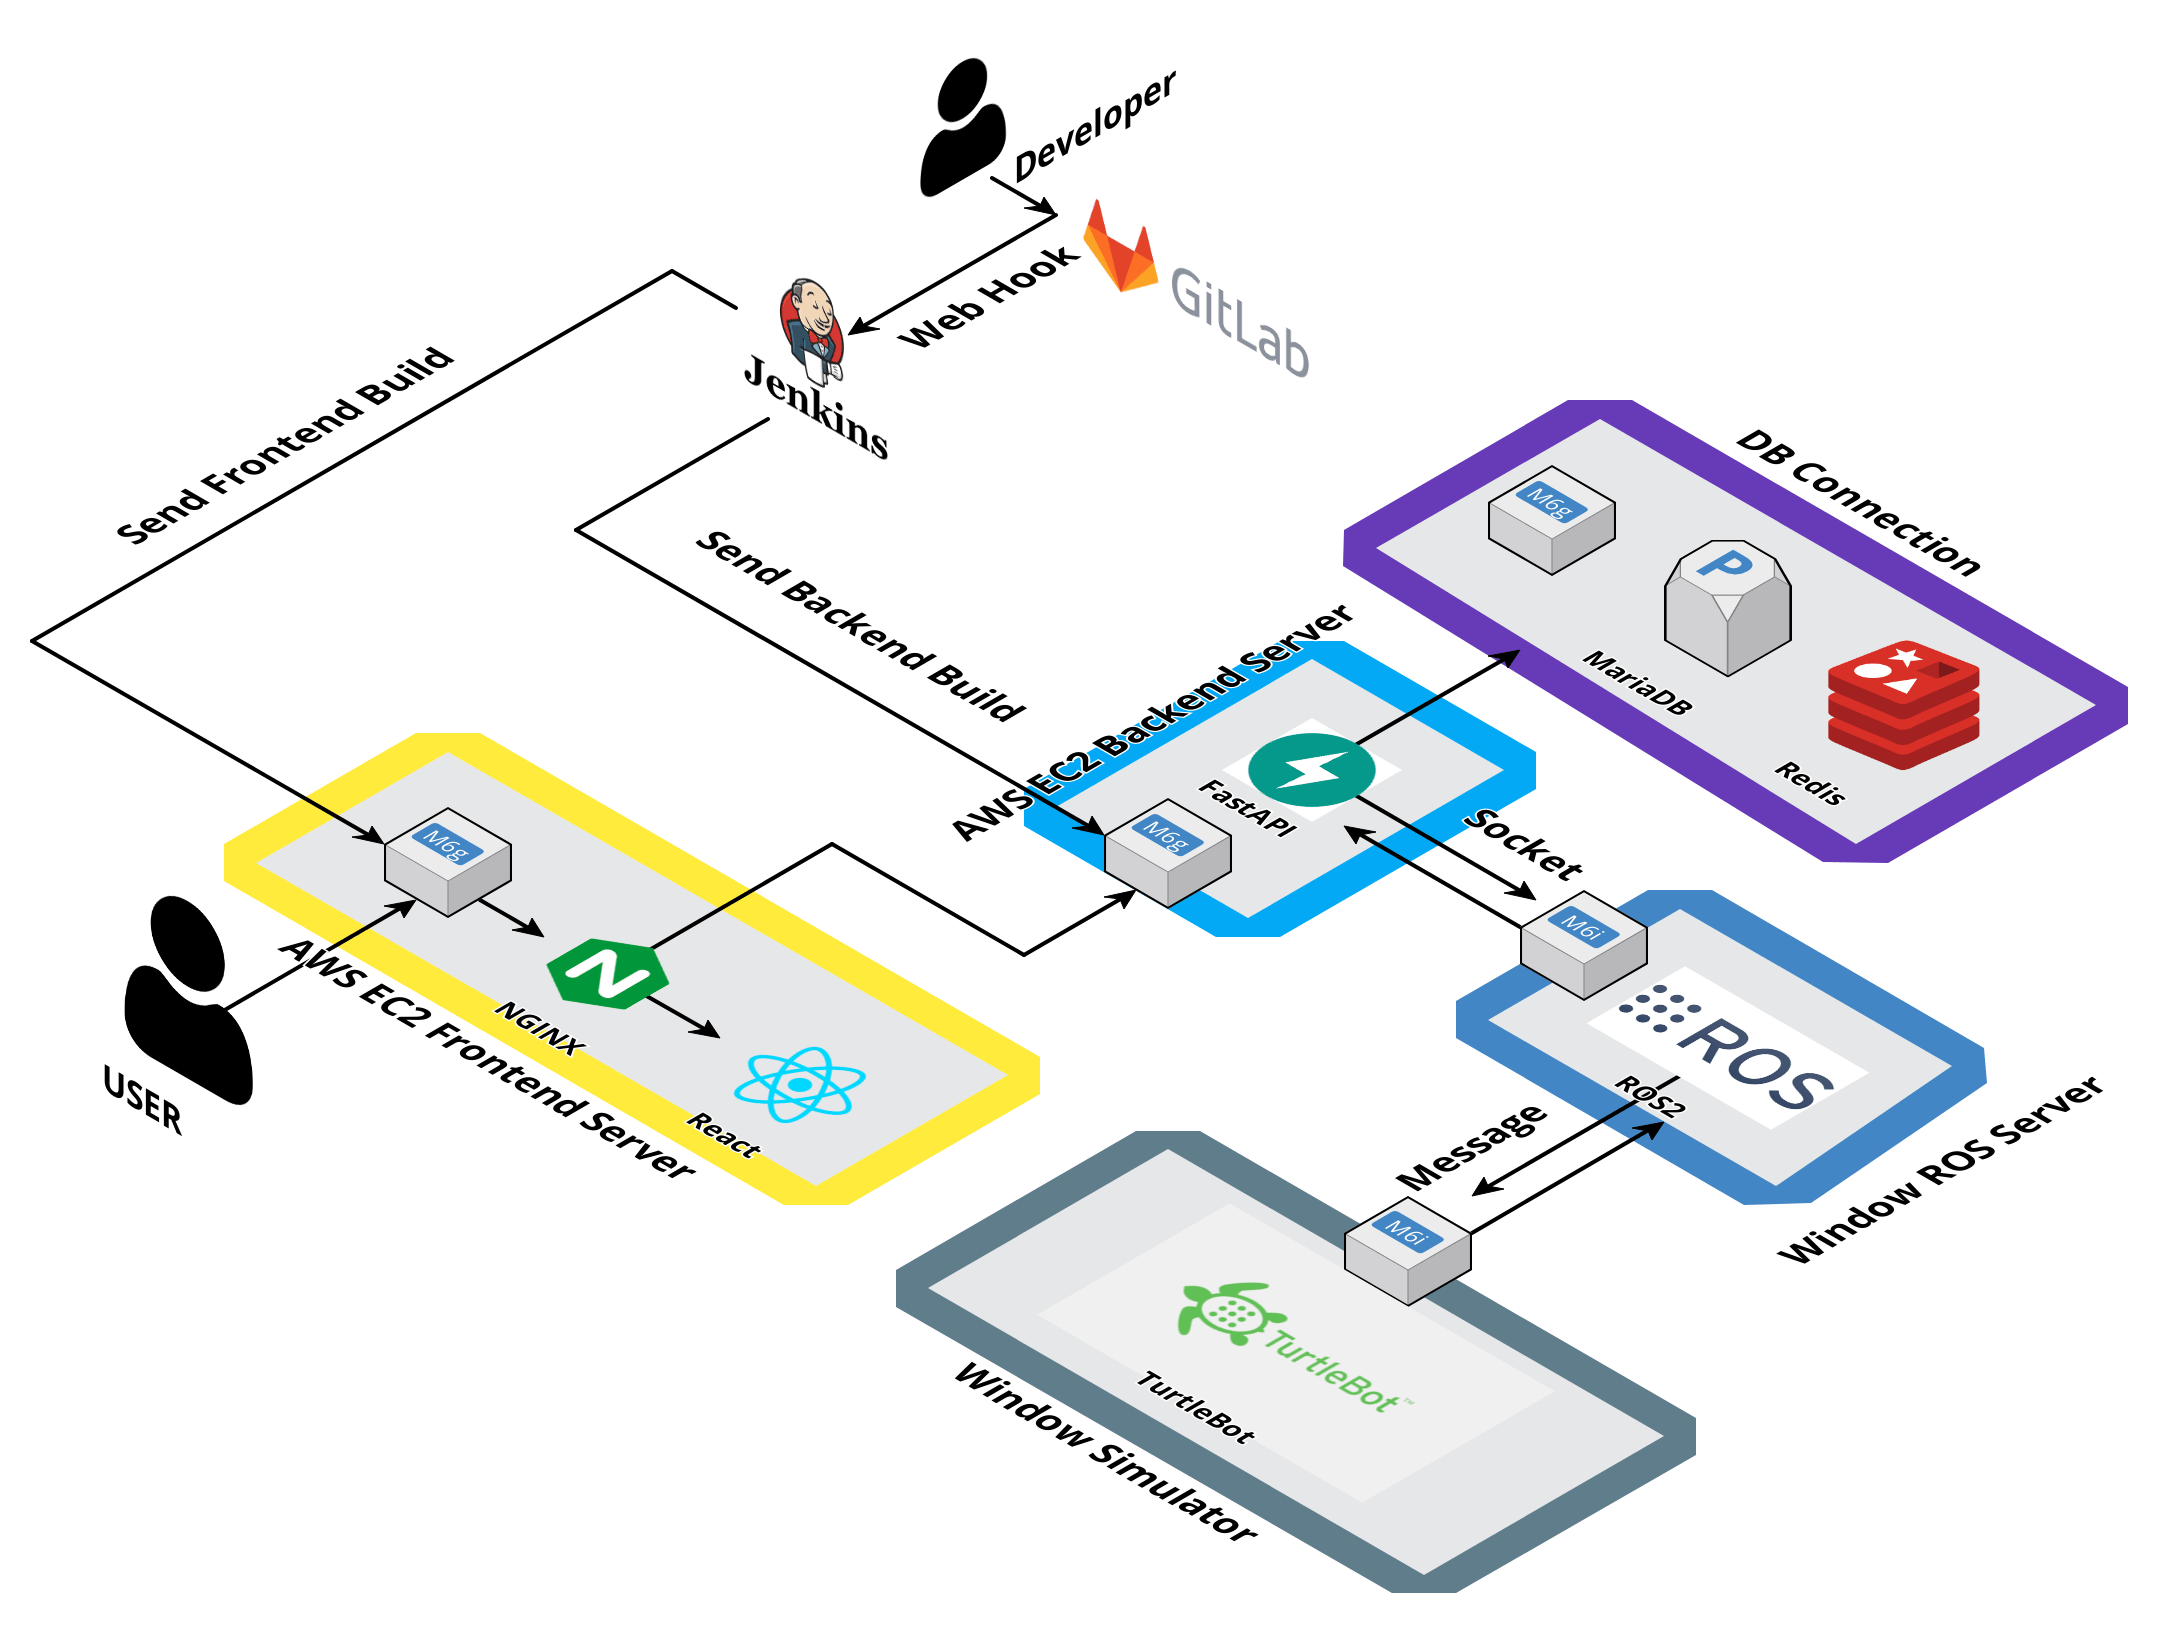 Developer
Web Hook
GitLab
Jenkins
Send Frontend Build
Send Backend Build
DB Connection
M6g
P
MariaDB
Redis
AWS EC2 Backend Server
FastAPI
M6g
Socket
M6g
NGINX
React
AWS EC2 Frontend Server
USER
M6i
ROS
ROS2
Window ROS Server
Message
M6i
TurtleBot™
TurtleBot
Window Simulator